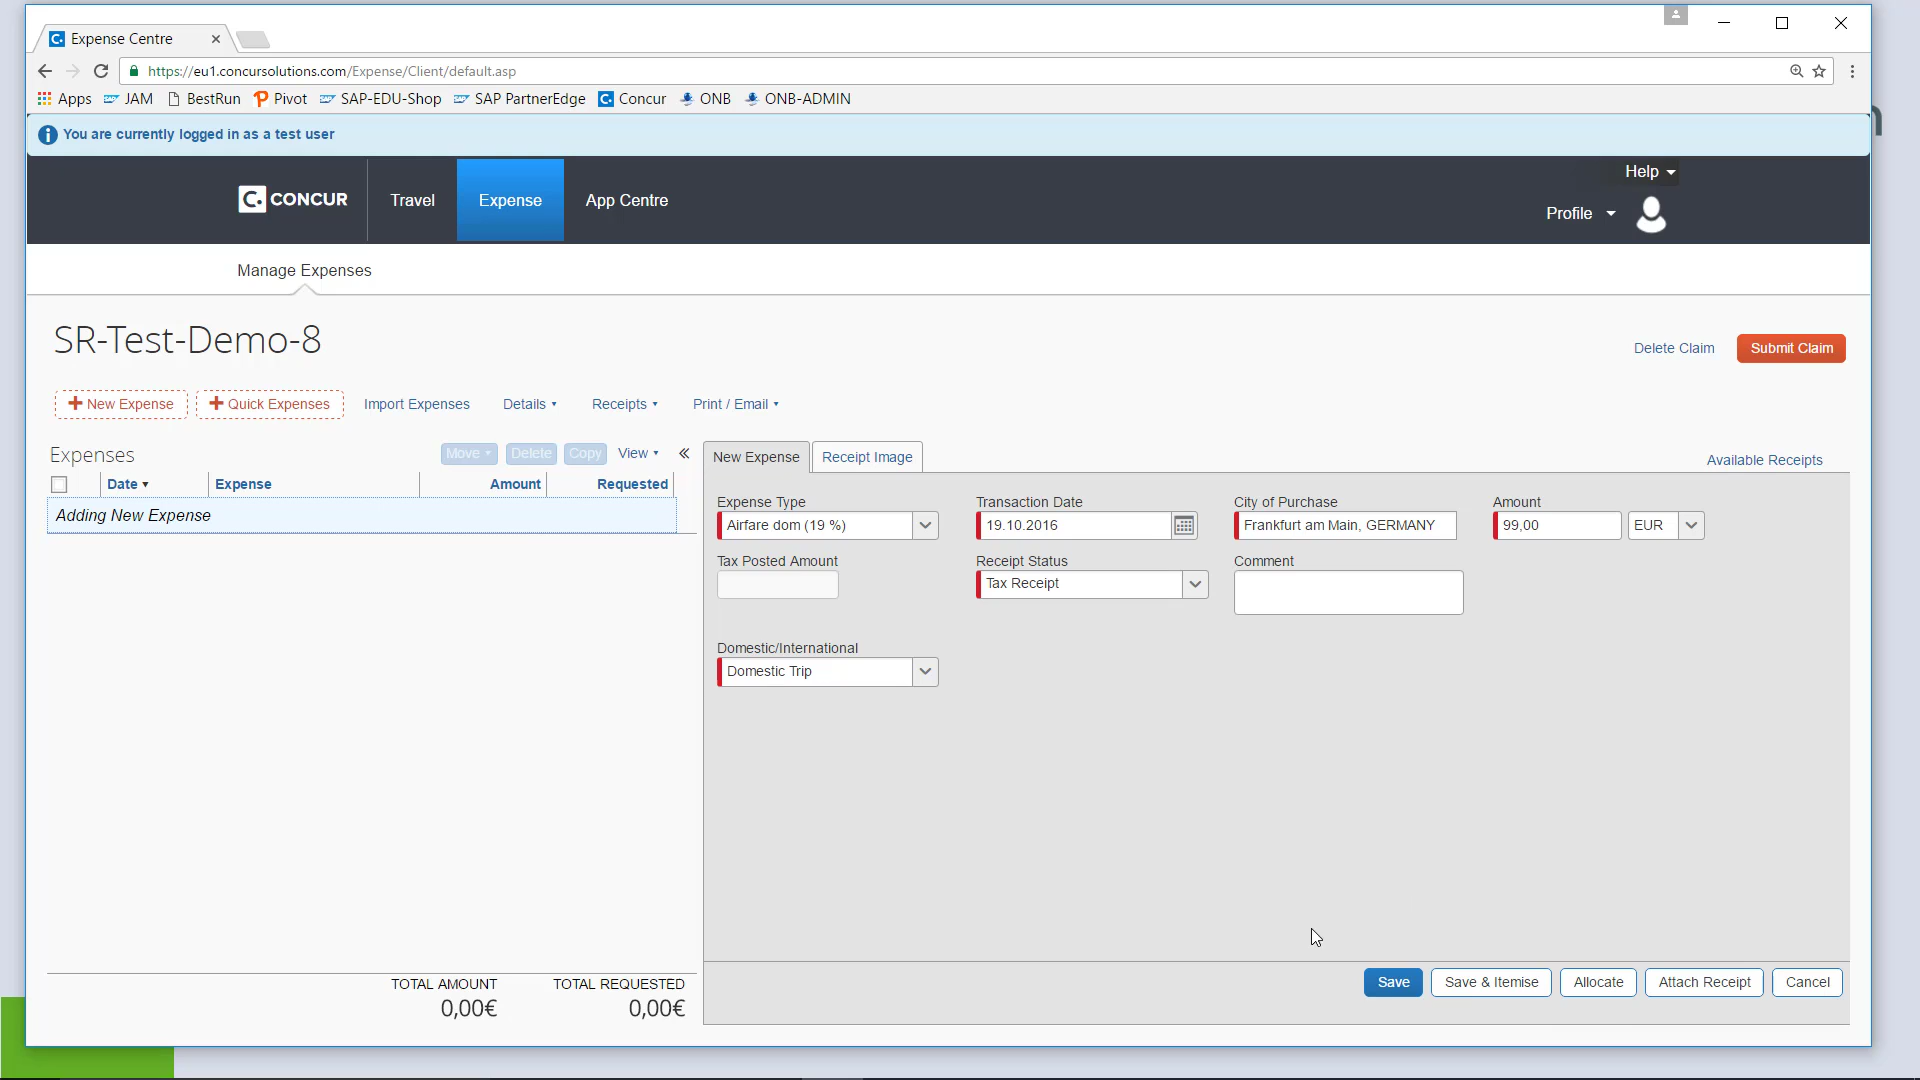 Expense Centre
https://eu1.concursolutions.com/Expense/Client/default.asp
Apps JAM BestRun Pivot SAP-EDU-Shop SAP PartnerEdge Concur ONB ONB-ADMIN
You are currently logged in as a test user
Help
C. CONCUR Travel Expense App Centre
Profile
Manage Expenses
SR-Test-Demo-8
Delete Claim Submit Claim
New Expense Quick Expenses Import Expenses Details Receipts Print / Email
Expenses Move Delete Copy View
New Expense Receipt Image Available Receipts
Date Expense Amount Requested
Adding New Expense
Expense Type Transaction Date City of Purchase Amount
Airfare dom (19 %) 19.10.2016 Frankfurt am Main, GERMANY 99,00 EUR
Tax Posted Amount Receipt Status Comment
Tax Receipt
Domestic/International
Domestic Trip
TOTAL AMOUNT TOTAL REQUESTED
0,00€ 0,00€
Save Save & Itemise Allocate Attach Receipt Cancel